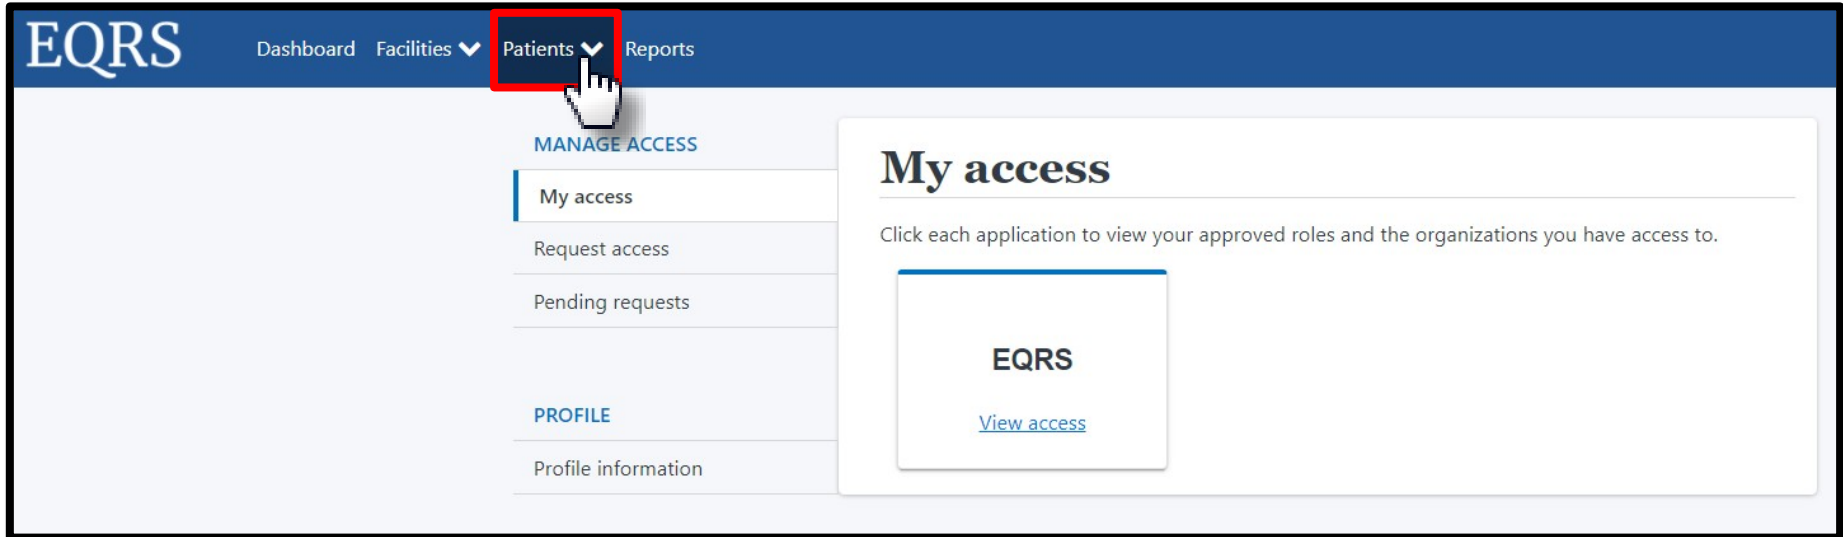 EQRS Dashboard Facilities Patients Reports
MANAGE ACCESS
My access
Request access
Pending requests
PROFILE
Profile information
My access
Click each application to view your approved roles and the organizations you have access to.
EQRS
View access